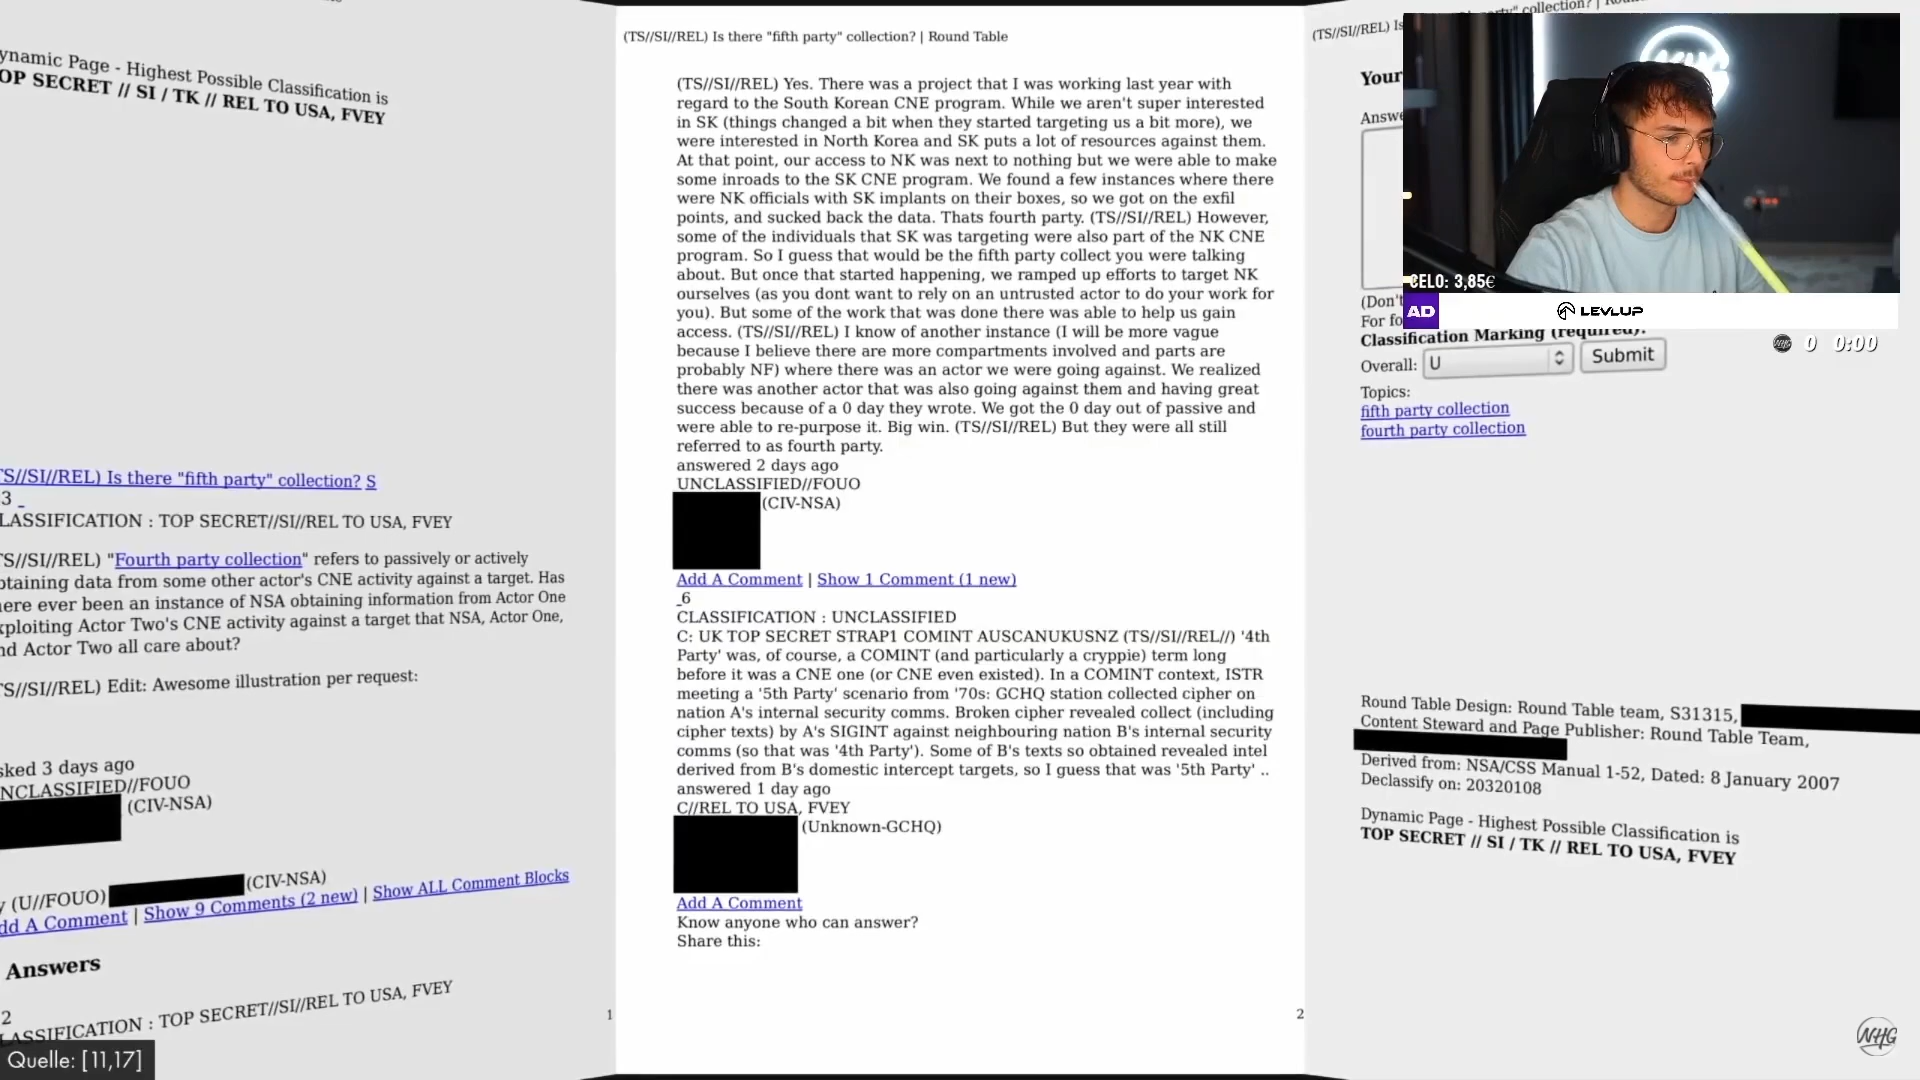 ynamic Page - Highest Possible Classification is
OP SECRET // SI / TK // REL TO USA, FVEY
TS//SI//REL) Is there "fifth party" collection? S
3
LASSIFICATION : TOP SECRET//SI//REL TO USA, FVEY
TS//SI//REL) "Fourth party collection" refers to passively or actively
btaining data from some other actor's CNE activity against a target. Has
ere ever been an instance of NSA obtaining information from Actor One
xploiting Actor Two's CNE activity against a target that NSA, Actor One,
nd Actor Two all care about?
TS//SI//REL) Edit: Awesome illustration per request:
sked 3 days ago
NCLASSIFIED//FOUO
(CIV-NSA)
y (U//FOUO) (CIV-NSA)
dd A Comment | Show 9 Comments (2 new) | Show ALL Comment Blocks
Answers
2
LASSIFICATION : TOP SECRET//SI//REL TO USA, FVEY
1
Quelle: [11,17]
(TS//SI//REL) Is there "fifth party" collection? | Round Table
(TS//SI//REL) Yes. There was a project that I was working last year with
regard to the South Korean CNE program. While we aren't super interested
in SK (things changed a bit when they started targeting us a bit more), we
were interested in North Korea and SK puts a lot of resources against them.
At that point, our access to NK was next to nothing but we were able to make
some inroads to the SK CNE program. We found a few instances where there
were NK officials with SK implants on their boxes, so we got on the exfil
points, and sucked back the data. Thats fourth party. (TS//SI//REL) However,
some of the individuals that SK was targeting were also part of the NK CNE
program. So I guess that would be the fifth party collect you were talking
about. But once that started happening, we ramped up efforts to target NK
ourselves (as you dont want to rely on an untrusted actor to do your work for
you). But some of the work that was done there was able to help us gain
access. (TS//SI//REL) I know of another instance (I will be more vague
because I believe there are more compartments involved and parts are
probably NF) where there was an actor we were going against. We realized
there was another actor that was also going against them and having great
success because of a 0 day they wrote. We got the 0 day out of passive and
were able to re-purpose it. Big win. (TS//SI//REL) But they were all still
referred to as fourth party.
answered 2 days ago
UNCLASSIFIED//FOUO
(CIV-NSA)
Add A Comment | Show 1 Comment (1 new)
_6
CLASSIFICATION : UNCLASSIFIED
C: UK TOP SECRET STRAP1 COMINT AUSCANUKUSNZ (TS//SI//REL//) '4th
Party' was, of course, a COMINT (and particularly a cryppie) term long
before it was a CNE one (or CNE even existed). In a COMINT context, ISTR
meeting a '5th Party' scenario from '70s: GCHQ station collected cipher on
nation A's internal security comms. Broken cipher revealed collect (including
cipher texts) by A's SIGINT against neighbouring nation B's internal security
comms (so that was '4th Party'). Some of B's texts so obtained revealed intel
derived from B's domestic intercept targets, so I guess that was '5th Party' ..
answered 1 day ago
C//REL TO USA, FVEY
(Unknown-GCHQ)
Add A Comment
Know anyone who can answer?
Share this:
2
(TS//SI//REL) Is
party" collection? |
Your
Answe
(Don't
For fo
Classification Marking (required):
Overall: U Submit
Topics:
fifth party collection
fourth party collection
Round Table Design: Round Table team, S31315,
Content Steward and Page Publisher: Round Table Team,
Derived from: NSA/CSS Manual 1-52, Dated: 8 January 2007
Declassify on: 20320108
Dynamic Page - Highest Possible Classification is
TOP SECRET // SI / TK // REL TO USA, FVEY
CELO: 3,85€
AD LEVLUP
0 0:00
NHG